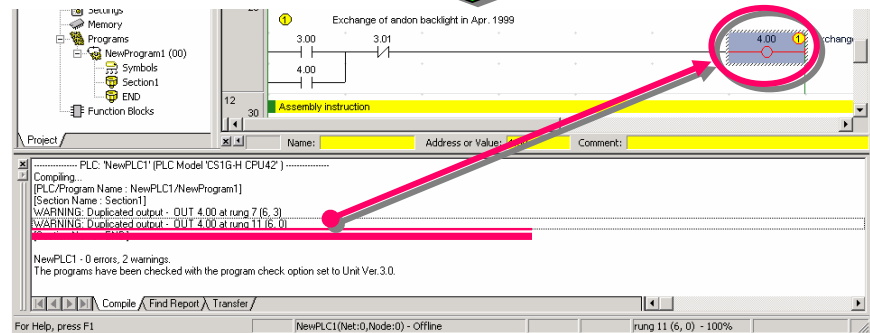 Settings
Memory
Programs
NewProgram1 (00)
Symbols
Section1
END
Function Blocks
Project
1 Exchange of andon backlight in Apr. 1999
3.00 3.01
4.00 1
4.00
12
30
Assembly instruction
Name: Address or Value: Comment:
--------------- PLC: 'NewPLC1' (PLC Model 'CS1G-H CPU42' ) ---------------
Compiling...
[PLC/Program Name : NewPLC1/NewProgram1]
[Section Name : Section1]
WARNING: Duplicated output - OUT 4.00 at rung 7 (6, 3)
WARNING: Duplicated output - OUT 4.00 at rung 11 (6, 0)
NewPLC1 - 0 errors, 2 warnings.
The programs have been checked with the program check option set to Unit Ver.3.0.
Compile Find Report Transfer
For Help, press F1 NewPLC1(Net:0,Node:0) - Offline rung 11 (6, 0) - 100%